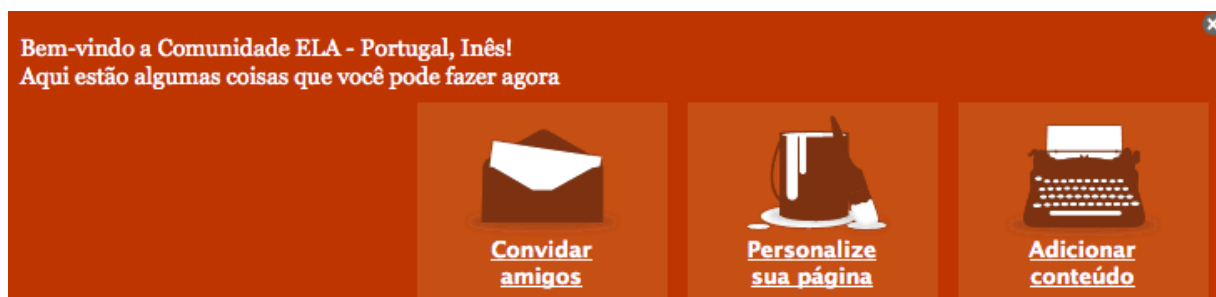 Bem-vindo a Comunidade ELA - Portugal, Inês!
Aqui estão algumas coisas que você pode fazer agora
Convidar
amigos
Personalize
sua página
Adicionar
conteúdo